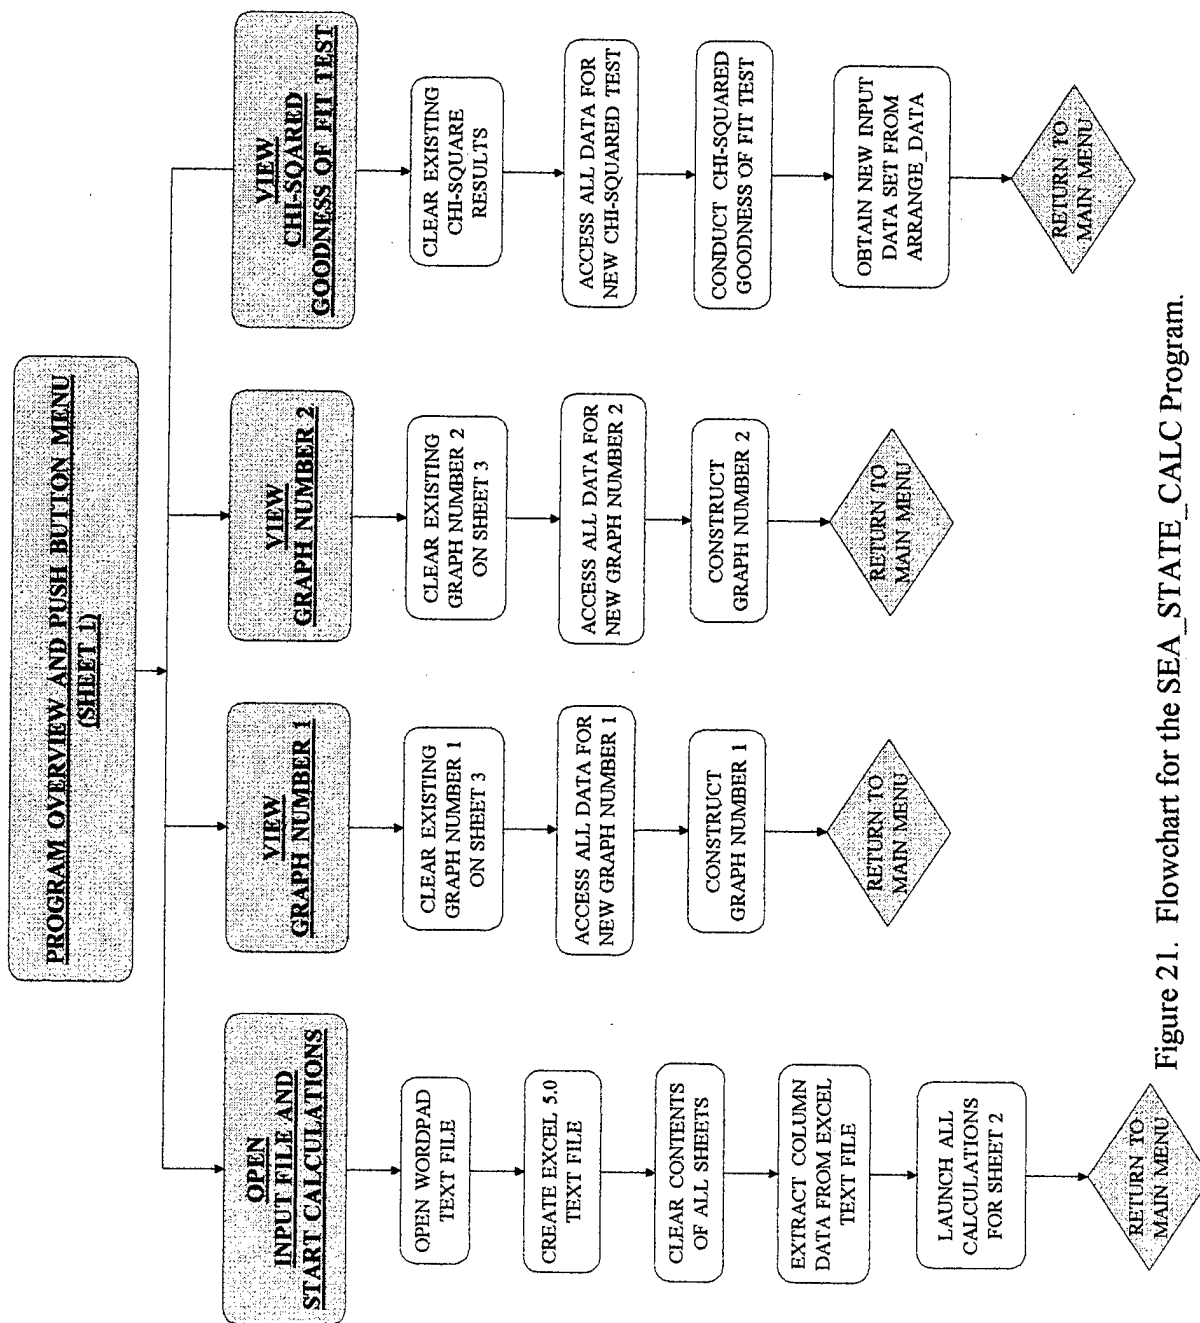 PROGRAM OVERVIEW AND PUSH BUTTON MENU
(SHEET 1)
OPEN
INPUT FILE AND
START CALCULATIONS
OPEN WORDPAD
TEXT FILE
CREATE EXCEL 5.0
TEXT FILE
CLEAR CONTENTS
OF ALL SHEETS
EXTRACT COLUMN
DATA FROM EXCEL
TEXT FILE
LAUNCH ALL
CALCULATIONS
FOR SHEET 2
RETURN TO
MAIN MENU
VIEW
GRAPH NUMBER 1
CLEAR EXISTING
GRAPH NUMBER 1
ON SHEET 3
ACCESS ALL DATA FOR
NEW GRAPH NUMBER 1
CONSTRUCT
GRAPH NUMBER 1
RETURN TO
MAIN MENU
VIEW
GRAPH NUMBER 2
CLEAR EXISTING
GRAPH NUMBER 2
ON SHEET 3
ACCESS ALL DATA FOR
NEW GRAPH NUMBER 2
CONSTRUCT
GRAPH NUMBER 2
RETURN TO
MAIN MENU
VIEW
CHI-SQARED
GOODNESS OF FIT TEST
CLEAR EXISTING
CHI-SQUARE
RESULTS
ACCESS ALL DATA FOR
NEW CHI-SQUARED TEST
CONDUCT CHI-SQUARED
GOODNESS OF FIT TEST
OBTAIN NEW INPUT
DATA SET FROM
ARRANGE_DATA
RETURN TO
MAIN MENU
Figure 21. Flowchart for the SEA_STATE_CALC Program.